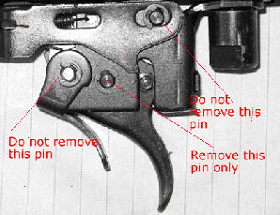 Do not remove
this pin
Do not remove this
pin
Remove this
pin only